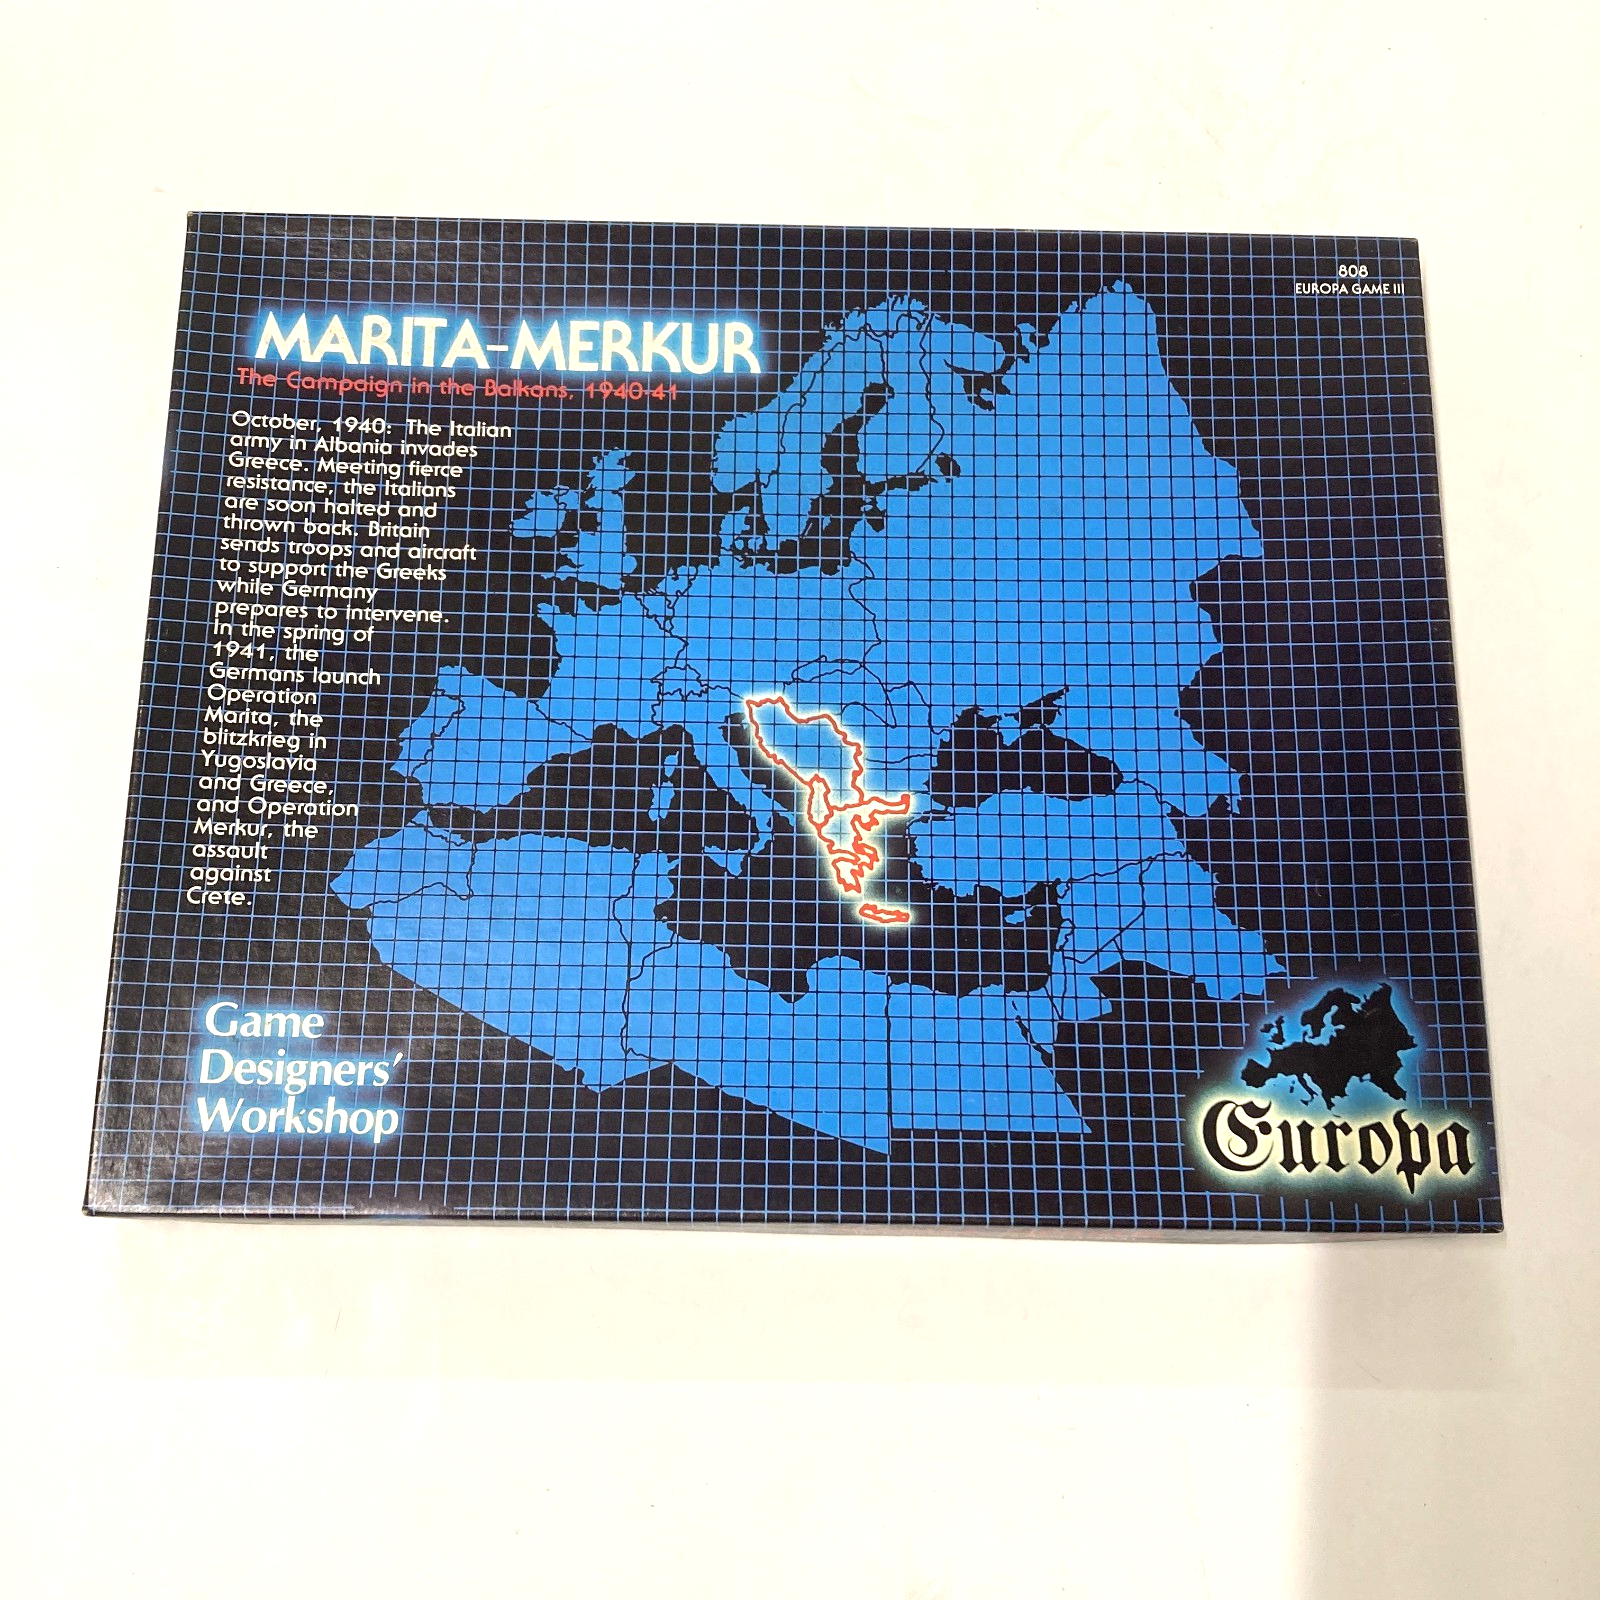 808
EUROPA GAME III
MARITA-MERKUR
The Campaign in the Balkans, 1940-41
October, 1940: The Italian
army in Albania invades
Greece. Meeting fierce
resistance, the Italians
are soon halted and
thrown back. Britain
sends troops and aircraft
to support the Greeks
while Germany
prepares to intervene.
In the spring of
1941, the
Germans launch
Operation
Marita, the
blitzkrieg in
Yugoslavia
and Greece,
and Operation
Merkur, the
assault
against
Crete.
Game
Designers'
Workshop
Europa